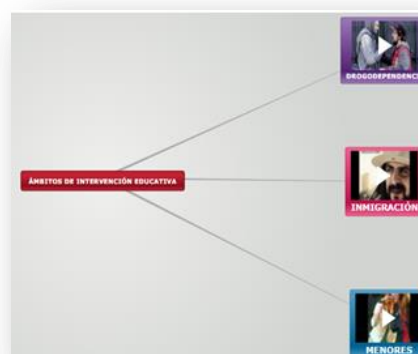 DROGODEPENDENCI
ÁMBITOS DE INTERVENCIÓN EDUCATIVA
INMIGRACIÓN
MENORES